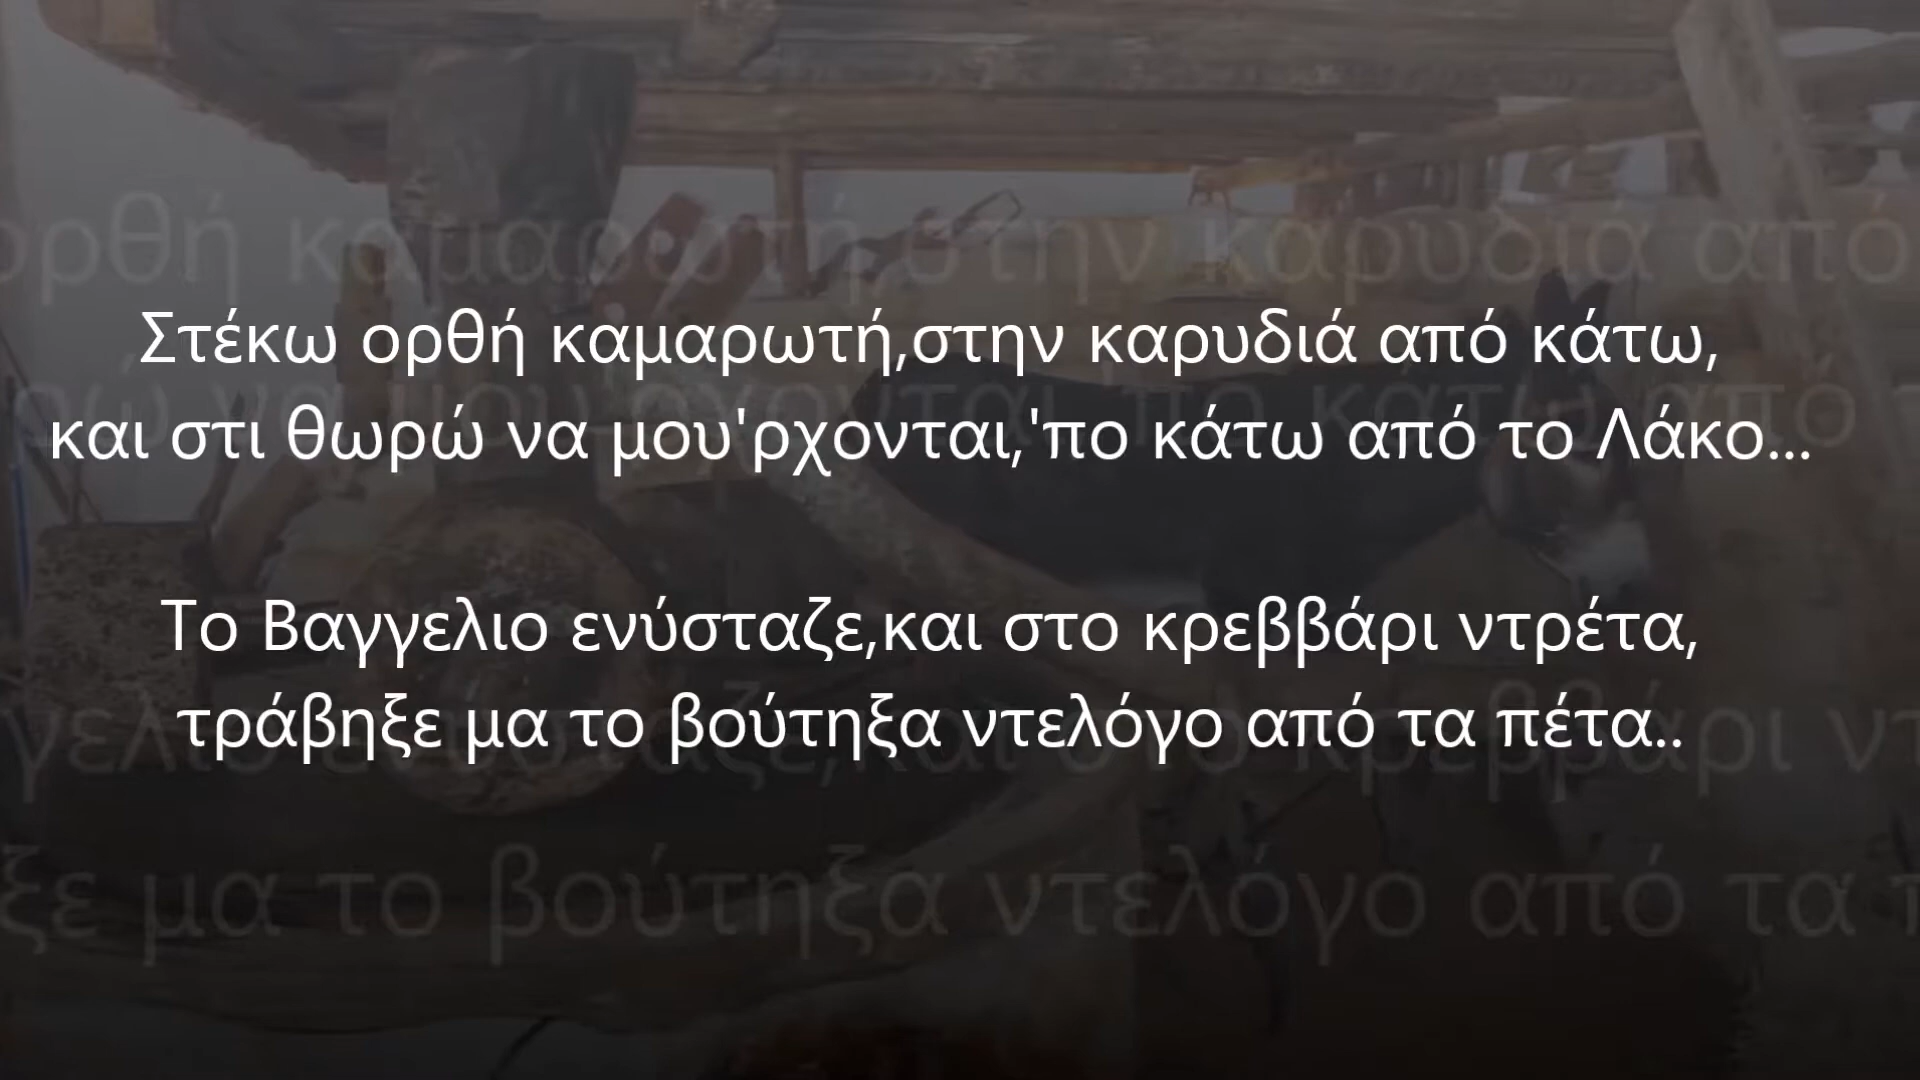 Στέκω ορθή καμαρωτή,στην καρυδιά από κάτω,
και στι θωρώ να μου'ρχονται,'πο κάτω από το Λάκο...
Το Βαγγελιο ενύσταζε,και στο κρεββάρι ντρέτα,
τράβηξε μα το βούτηξα ντελόγο από τα πέτα..